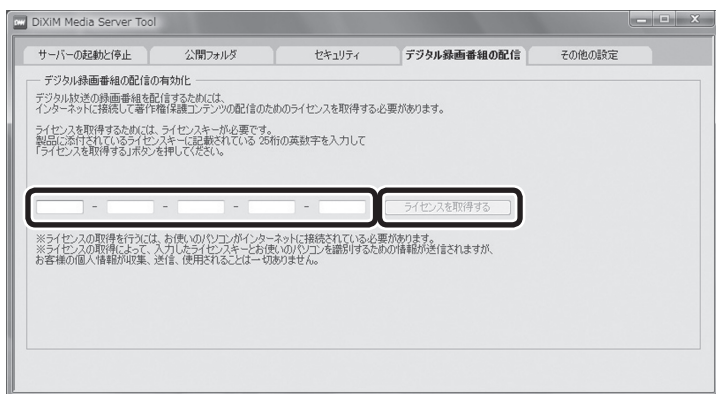 DiXiM Media Server Tool
サーバーの起動と停止 公開フォルダ セキュリティ デジタル録画番組の配信 その他の設定
デジタル録画番組の配信の有効化
デジタル放送の録画番組を配信するためには、
インターネットに接続して著作権保護コンテンツの配信のためのライセンスを取得する必要があります。
ライセンスを取得するためには、ライセンスキーが必要です。
製品に添付されているライセンスキーに記載されている 25桁の英数字を入力して
「ライセンスを取得する」ボタンを押してください。
- - - - ライセンスを取得する
※ライセンスの取得を行うには、お使いのパソコンがインターネットに接続されている必要があります。
※ライセンスの取得によって、入力したライセンスキーとお使いのパソコンを識別するための情報が送信されますが、
お客様の個人情報が収集、送信、使用されることは一切ありません。